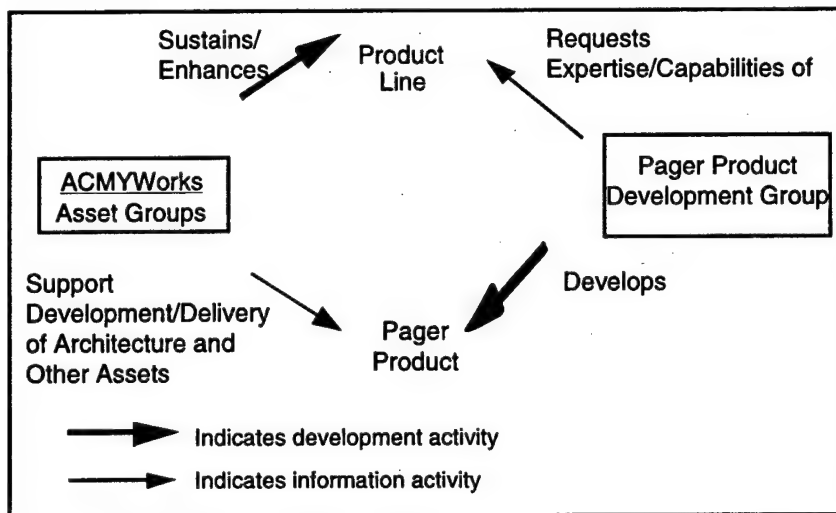 Sustains/
Enhances
Product
Line
Requests
Expertise/Capabilities of
ACMYWorks
Asset Groups
Pager Product
Development Group
Support
Development/Delivery
of Architecture and
Other Assets
Develops
Pager
Product
Indicates development activity
Indicates information activity